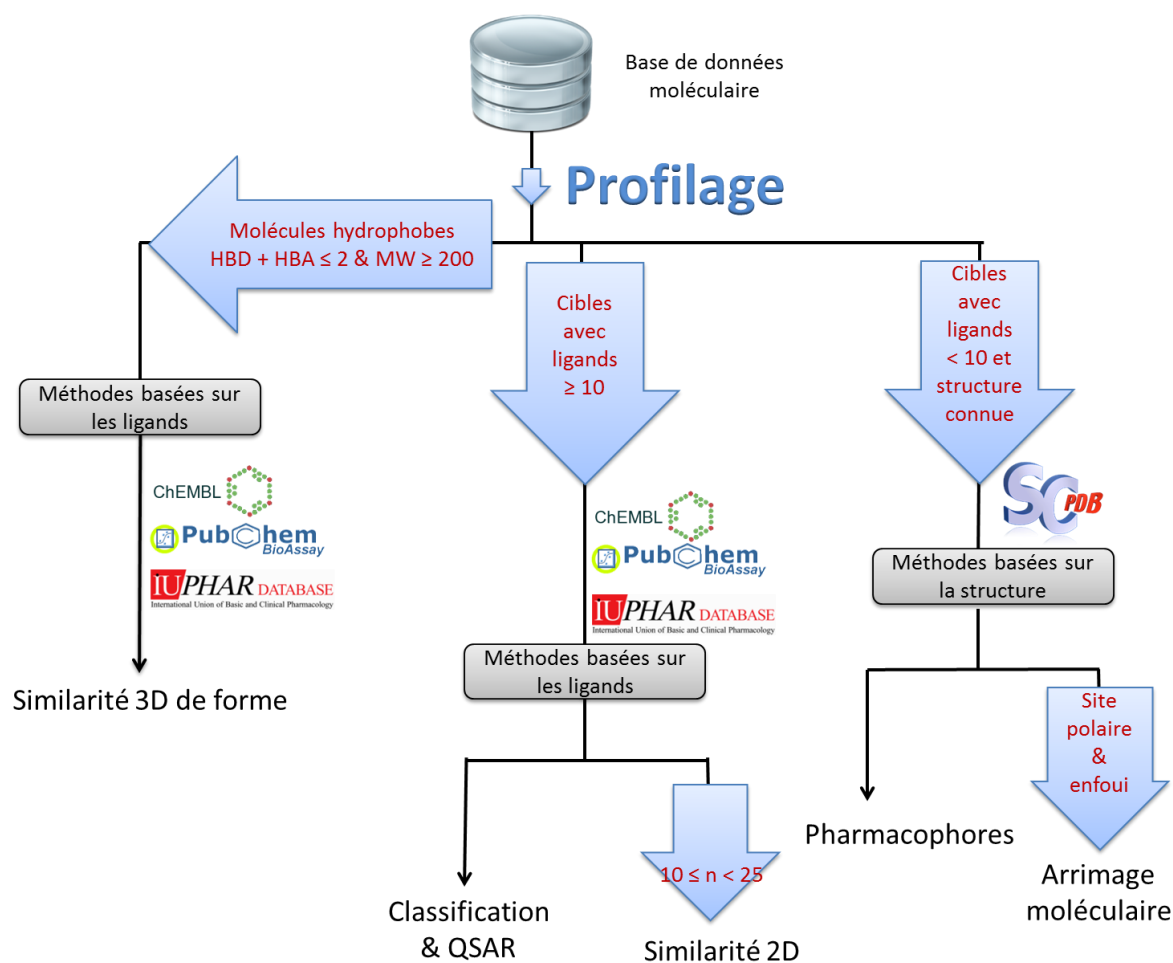 Base de données
moléculaire
Profilage
Molécules hydrophobes
HBD + HBA ≤ 2 & MW ≥ 200
Cibles
avec
ligands
≥ 10
Cibles
avec
ligands
< 10 et
structure
connue
Méthodes basées sur
les ligands
ChEMBL
PubChem
BioAssay
IUPHAR DATABASE
International Union of Basic and Clinical Pharmacology
Similarité 3D de forme
ChEMBL
PubChem
BioAssay
IUPHAR DATABASE
International Union of Basic and Clinical Pharmacology
Méthodes basées sur
les ligands
Classification
& QSAR
10 ≤ n < 25
Similarité 2D
SC PDB
Méthodes basées sur
la structure
Pharmacophores
Site
polaire
&
enfoui
Arrimage
moléculaire